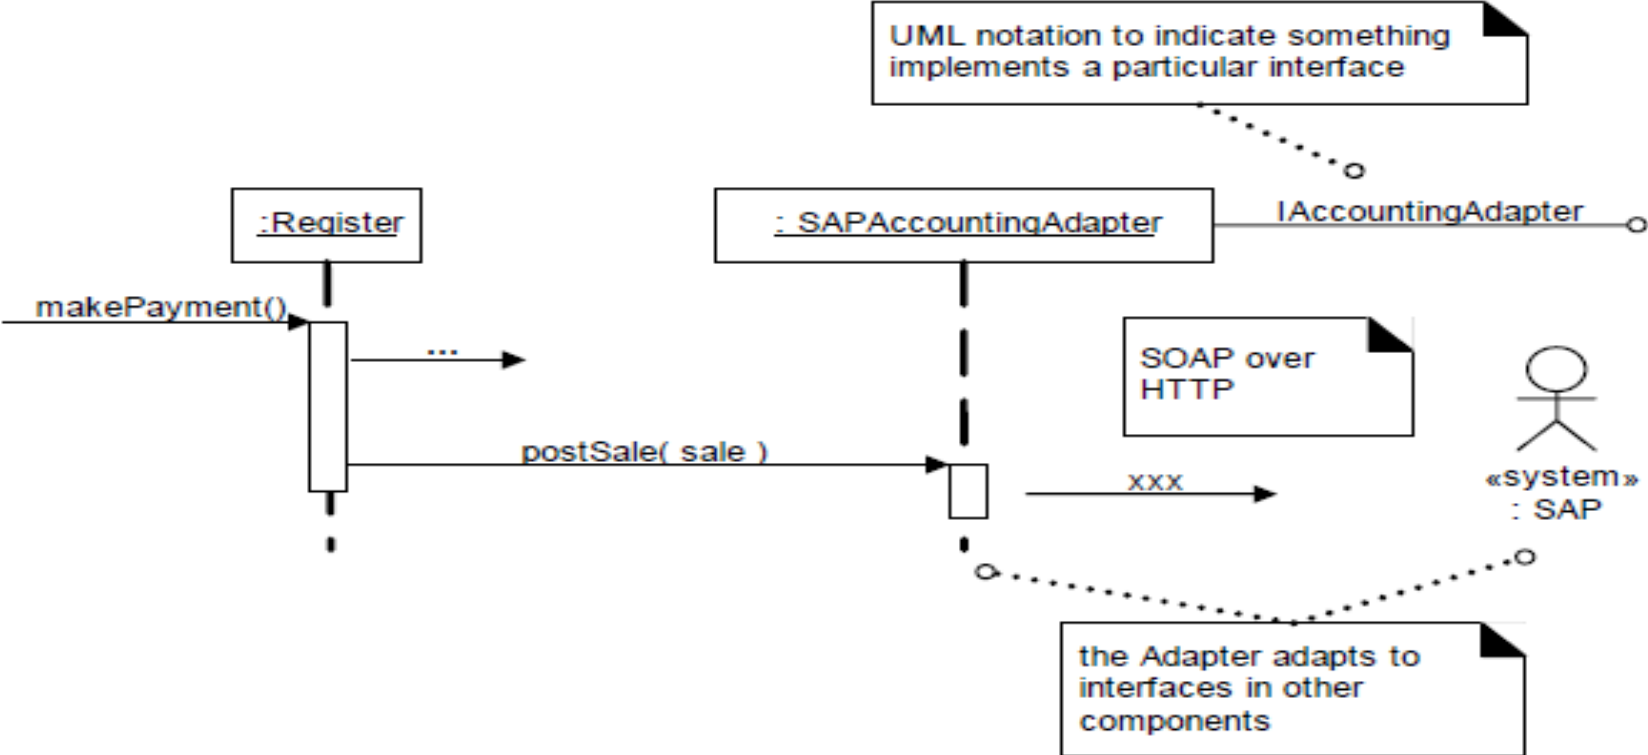 UML notation to indicate something
implements a particular interface
:Register
: SAPAccountingAdapter
IAccountingAdapter
makePayment()
...
SOAP over
HTTP
postSale( sale )
xxx
«system»
: SAP
the Adapter adapts to
interfaces in other
components